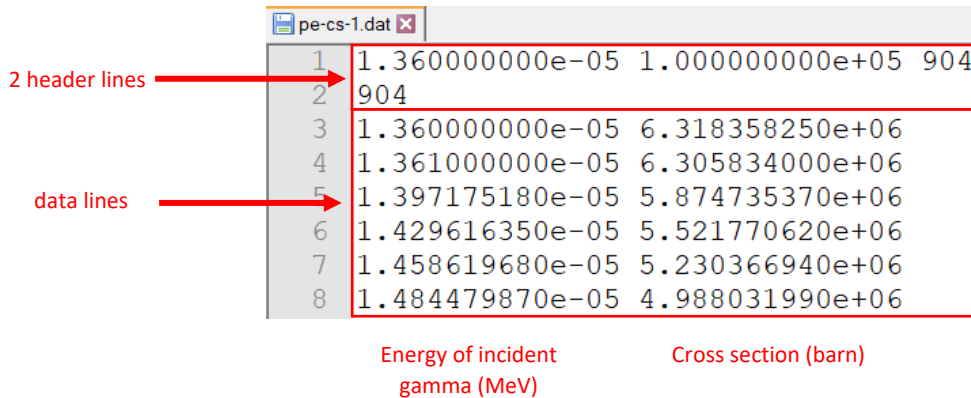 pe-cs-1.dat
2 header lines
1 1.360000000e-05 1.000000000e+05 904
2 904
3 1.360000000e-05 6.318358250e+06
4 1.361000000e-05 6.305834000e+06
data lines
5 1.397175180e-05 5.874735370e+06
6 1.429616350e-05 5.521770620e+06
7 1.458619680e-05 5.230366940e+06
8 1.484479870e-05 4.988031990e+06
Energy of incident
gamma (MeV)
Cross section (barn)